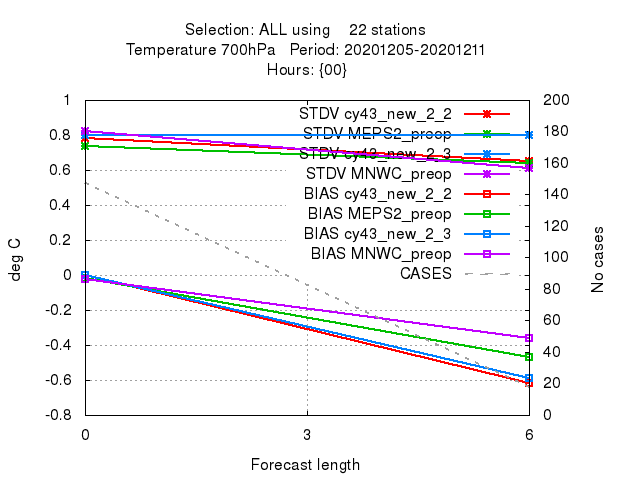 Selection: ALL using 22 stations
Temperature 700hPa Period: 20201205-20201211
Hours: {00}
1
0.8
0.6
0.4
0.2
0
-0.2
-0.4
-0.6
-0.8
deg C
200
180
160
140
120
100
80
60
40
20
0
No cases
STDV cy43_new_2_2
STDV MEPS2_preop
STDV cy43_new_2_3
STDV MNWC_preop
BIAS cy43_new_2_2
BIAS MEPS2_preop
BIAS cy43_new_2_3
BIAS MNWC_preop
CASES
0 3 6
Forecast length